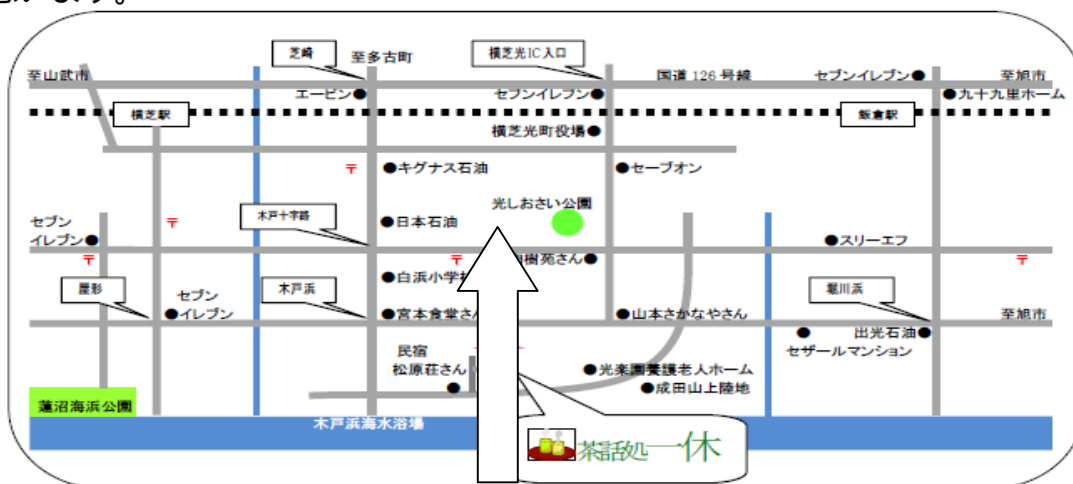 芝崎
至多古町
横芝光IC入口
至山武市
国道126号線
セブンイレブン●
至旭市
エービン●
セブンイレブン●
●九十九里ホーム
横芝駅
飯倉駅
横芝光町役場●
〒
●キグナス石油
●セーブオン
光しおさい公園
セブン
イレブン●
〒
木戸十字路
●日本石油
●スリーエフ
〒
〒
樹苑さん●
〒
●白浜小学
屋形
セブン
●イレブン
木戸浜
●宮本食堂さん
●山本さかなやさん
堀川浜
至旭市
●
出光石油●
セザールマンション
民宿
松原荘さん
●
●光楽園養護老人ホーム
●成田山上陸地
蓮沼海浜公園
木戸浜海水浴場
茶話処一休